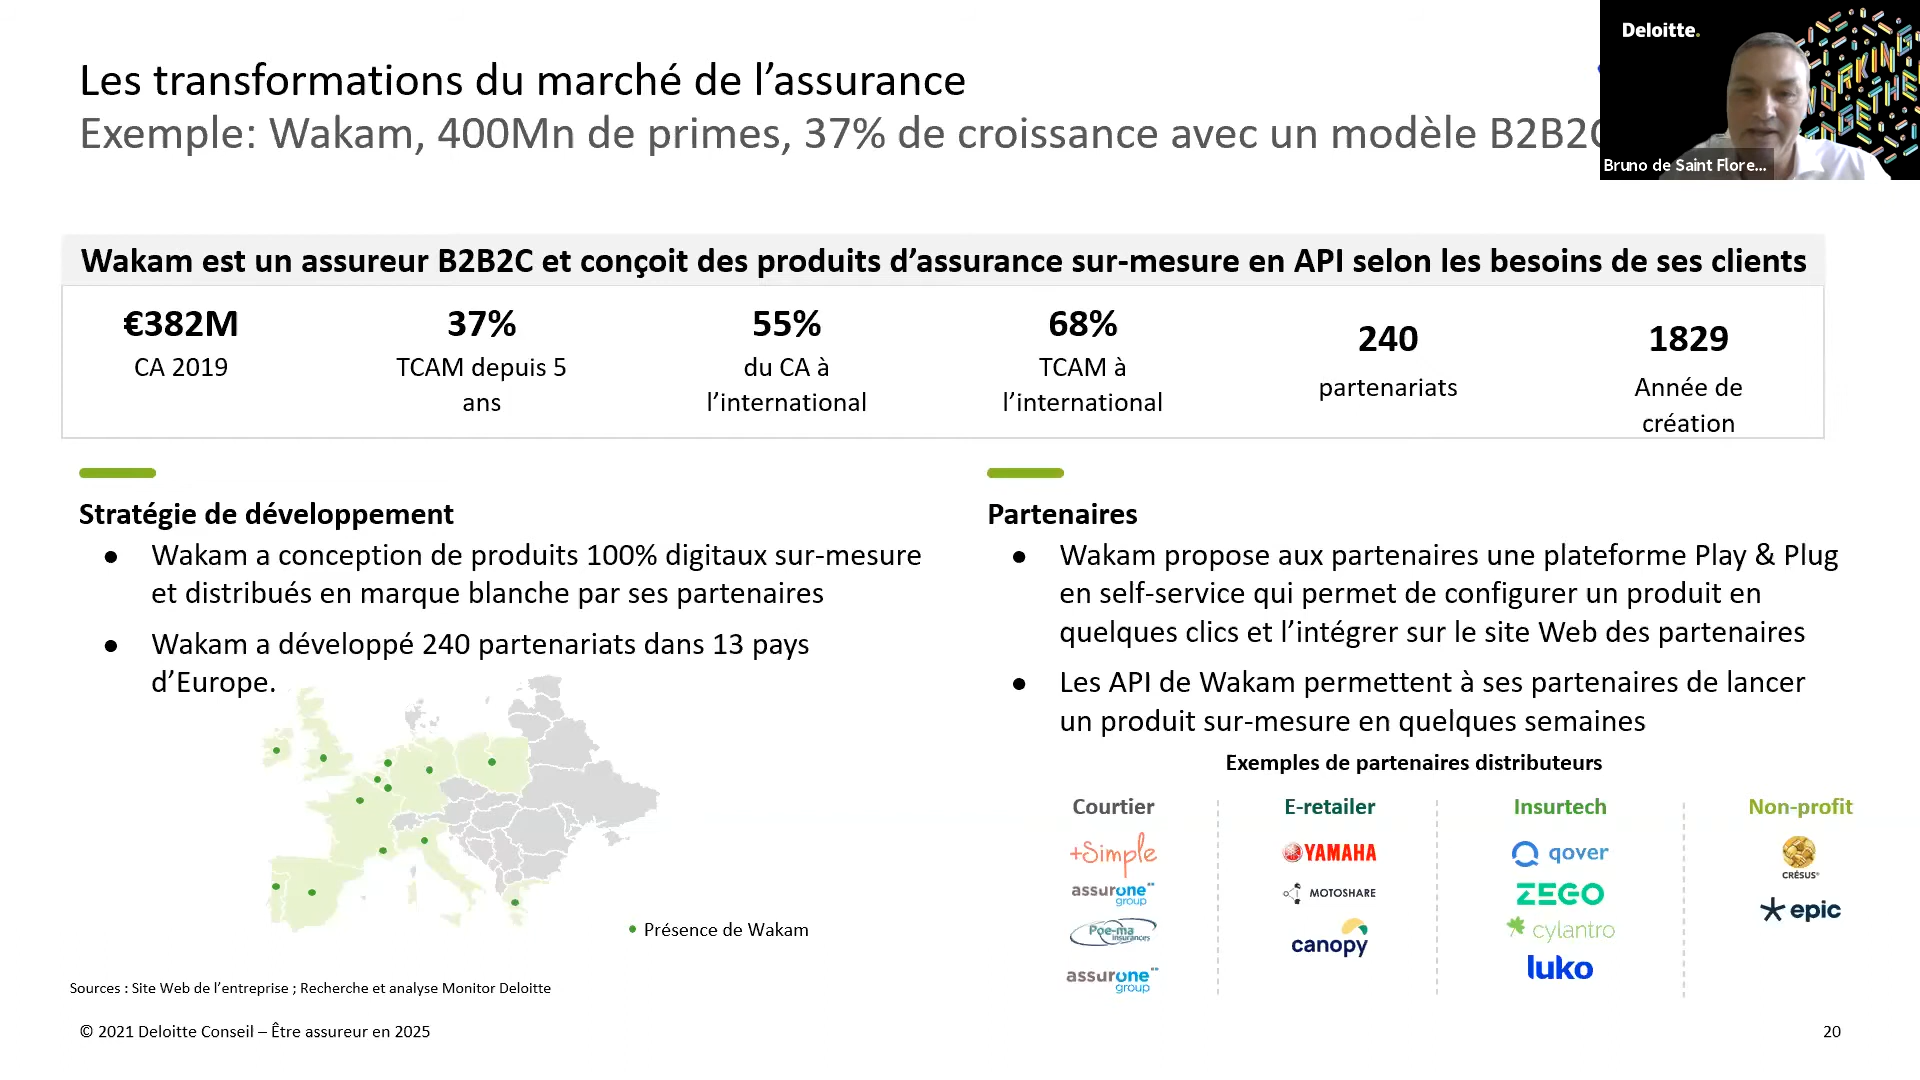 Les transformations du marché de l’assurance
Exemple: Wakam, 400Mn de primes, 37% de croissance avec un modèle B2B2C
Deloitte.
WORKING
TOGETHER
Bruno de Saint Flore...
Wakam est un assureur B2B2C et conçoit des produits d’assurance sur-mesure en API selon les besoins de ses clients
€382M
CA 2019
37%
TCAM depuis 5
ans
55%
du CA à
l’international
68%
TCAM à
l’international
240
partenariats
1829
Année de
création
Stratégie de développement
● Wakam a conception de produits 100% digitaux sur-mesure
et distribués en marque blanche par ses partenaires
● Wakam a développé 240 partenariats dans 13 pays
d’Europe.
• Présence de Wakam
Partenaires
● Wakam propose aux partenaires une plateforme Play & Plug
en self-service qui permet de configurer un produit en
quelques clics et l’intégrer sur le site Web des partenaires
● Les API de Wakam permettent à ses partenaires de lancer
un produit sur-mesure en quelques semaines
Exemples de partenaires distributeurs
Courtier
+Simple
assurone
group
Poe-ma
insurances
assurone
group
E-retailer
YAMAHA
MOTOSHARE
canopy
Insurtech
qover
ZEGO
cylantro
luko
Non-profit
CRÉSUS
epic
Sources : Site Web de l’entreprise ; Recherche et analyse Monitor Deloitte
© 2021 Deloitte Conseil – Être assureur en 2025
20